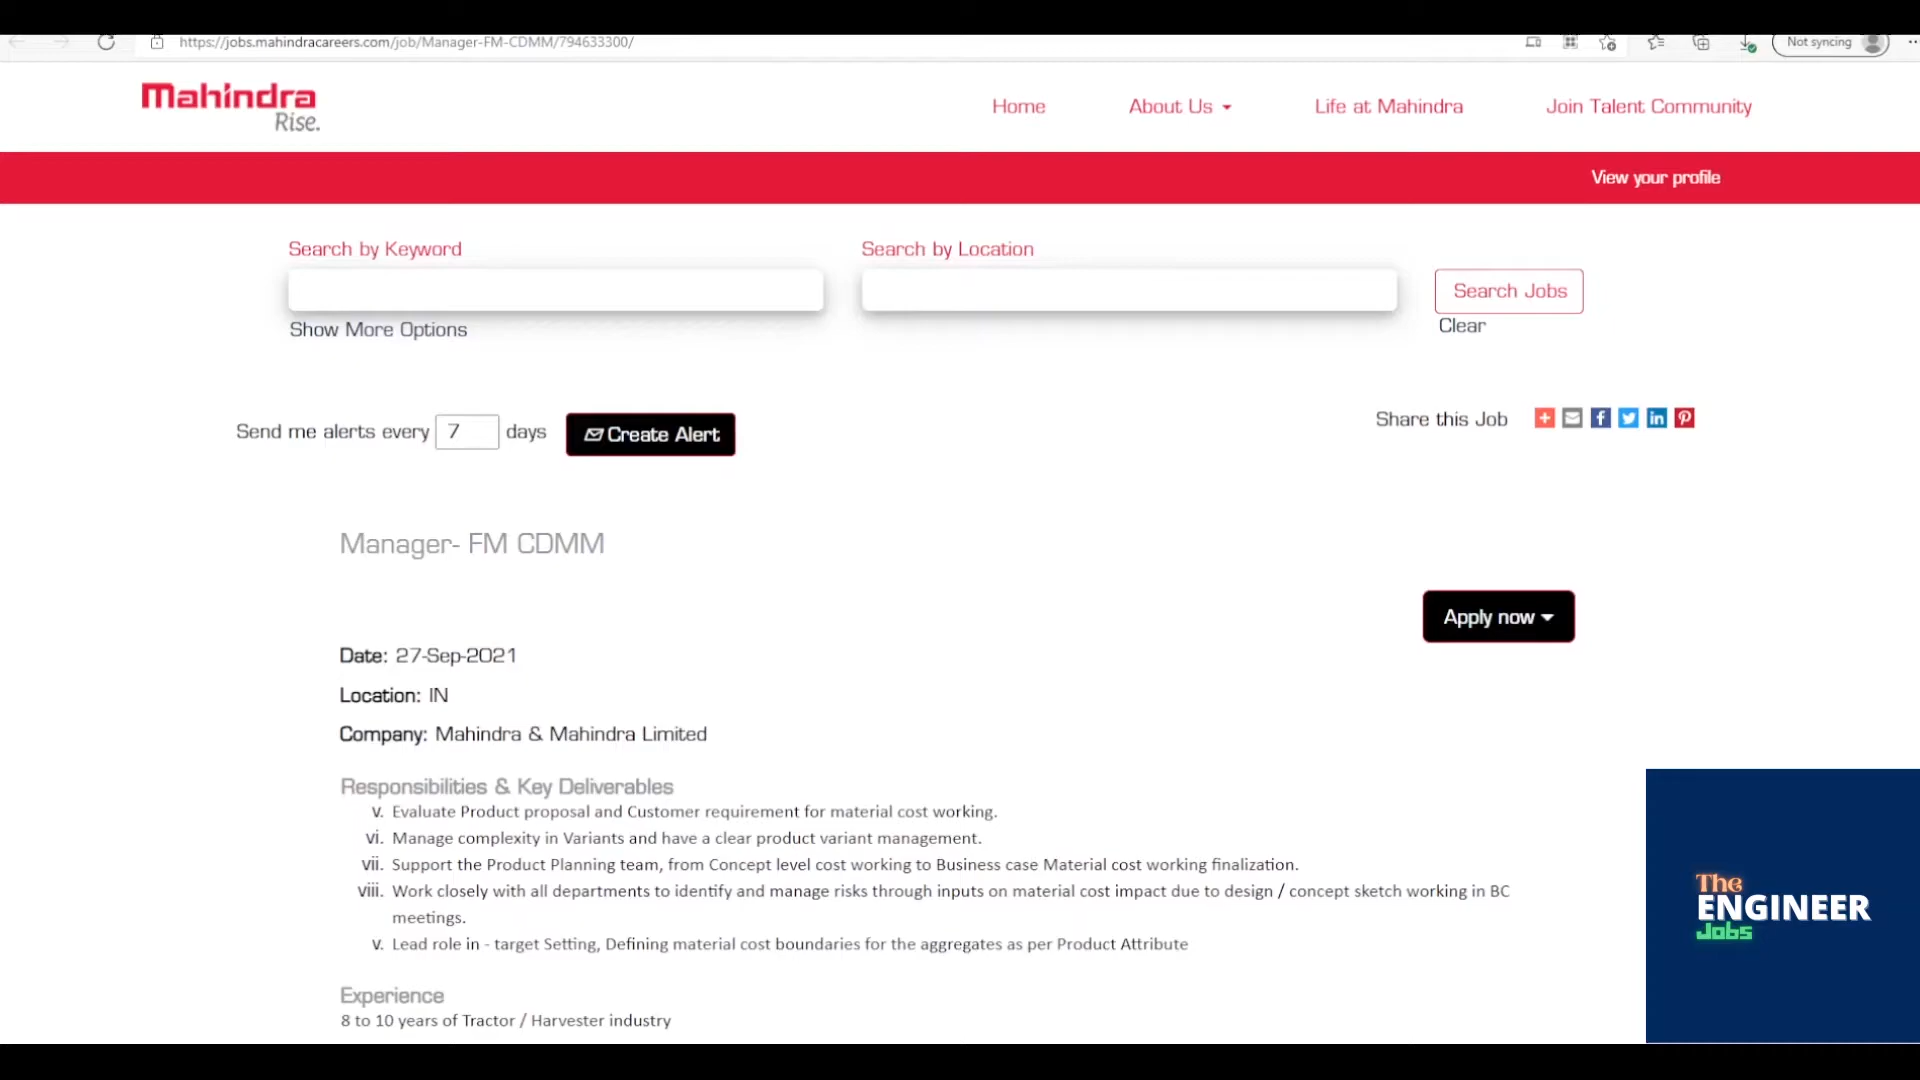 https://jobs.mahindracareers.com/job/Manager-FM-CDMM/794633300/
Not syncing
Mahindra
Rise.
Home
About Us
Life at Mahindra
Join Talent Community
View your profile
Search by Keyword
Search by Location
Search Jobs
Show More Options
Clear
Send me alerts every 7 days
Create Alert
Share this Job
Manager- FM CDMM
Apply now
Date: 27-Sep-2021
Location: IN
Company: Mahindra & Mahindra Limited
Responsibilities & Key Deliverables
v. Evaluate Product proposal and Customer requirement for material cost working.
vi. Manage complexity in Variants and have a clear product variant management.
vii. Support the Product Planning team, from Concept level cost working to Business case Material cost working finalization.
viii. Work closely with all departments to identify and manage risks through inputs on material cost impact due to design / concept sketch working in BC
meetings.
v. Lead role in - target Setting, Defining material cost boundaries for the aggregates as per Product Attribute
Experience
8 to 10 years of Tractor / Harvester industry
The
ENGINEER
Jobs